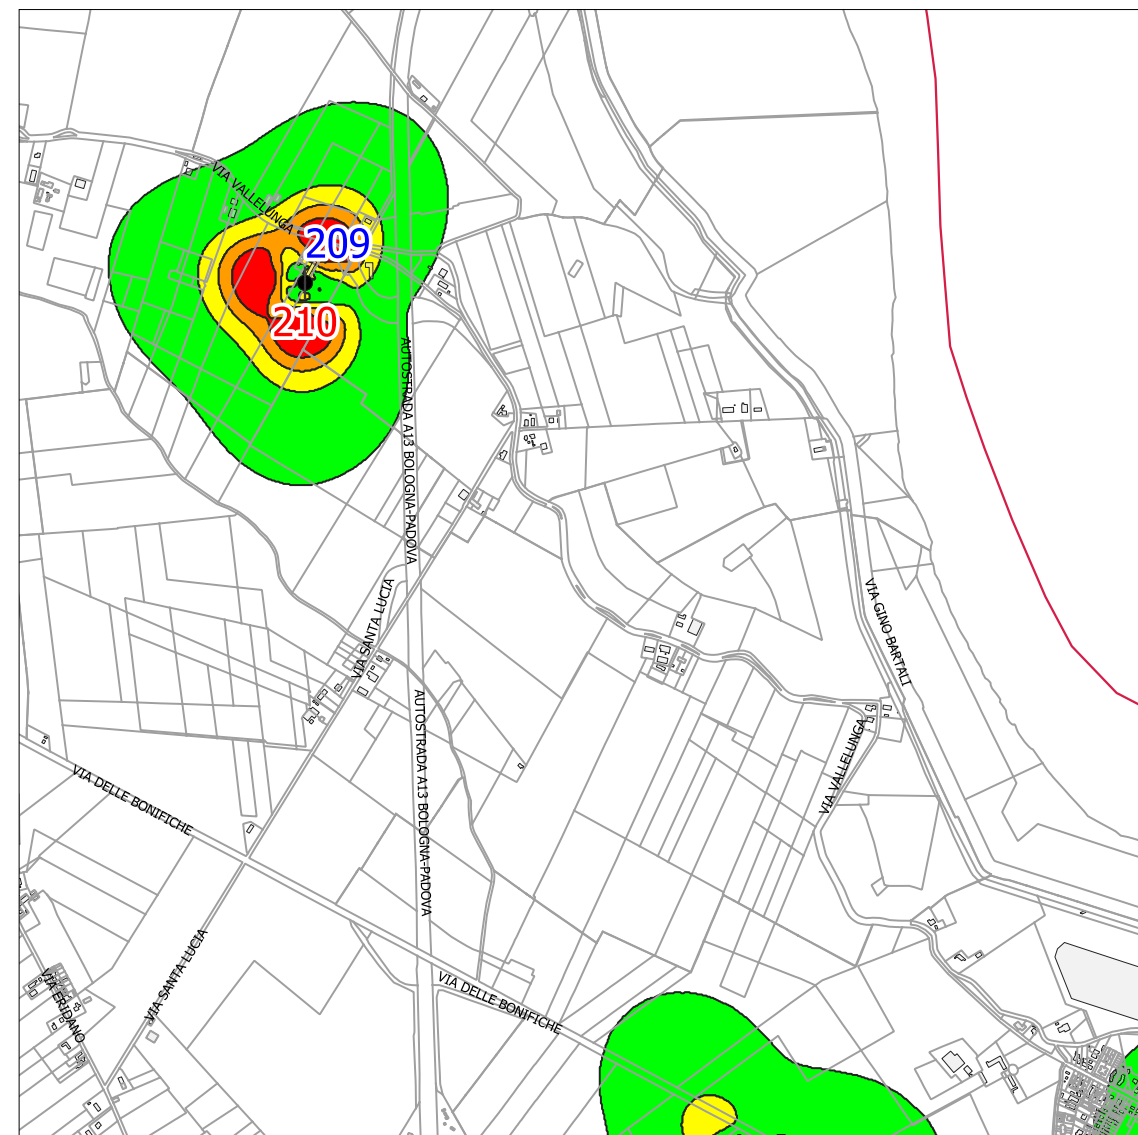 VIA VALLELUNGA
209
210
AUTOSTRADA A13 BOLOGNA-PADOVA
VIA SANTA LUCIA
VIA GINO BARTALI
AUTOSTRADA A13 BOLOGNA-PADOVA
VIA VALLELUNGA
VIA DELLE BONIFICHE
VIA SANTA LUCIA
VIA ERIDANO
VIA DELLE BONIFICHE